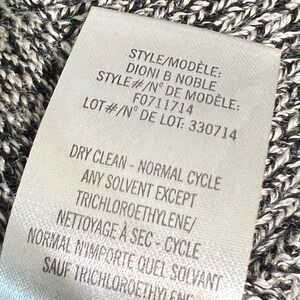 STYLE/MODÈLE:
DIONI B NOBLE
STYLE#/N° DE MODÈLE:
F0711714
LOT#/N° DE LOT: 330714
DRY CLEAN - NORMAL CYCLE
ANY SOLVENT EXCEPT
TRICHLOROETHYLENE/
NETTOYAGE À SEC - CYCLE
NORMAL N'IMPORTE QUEL SOLVANT
SAUF TRICHLOROETHYLENE